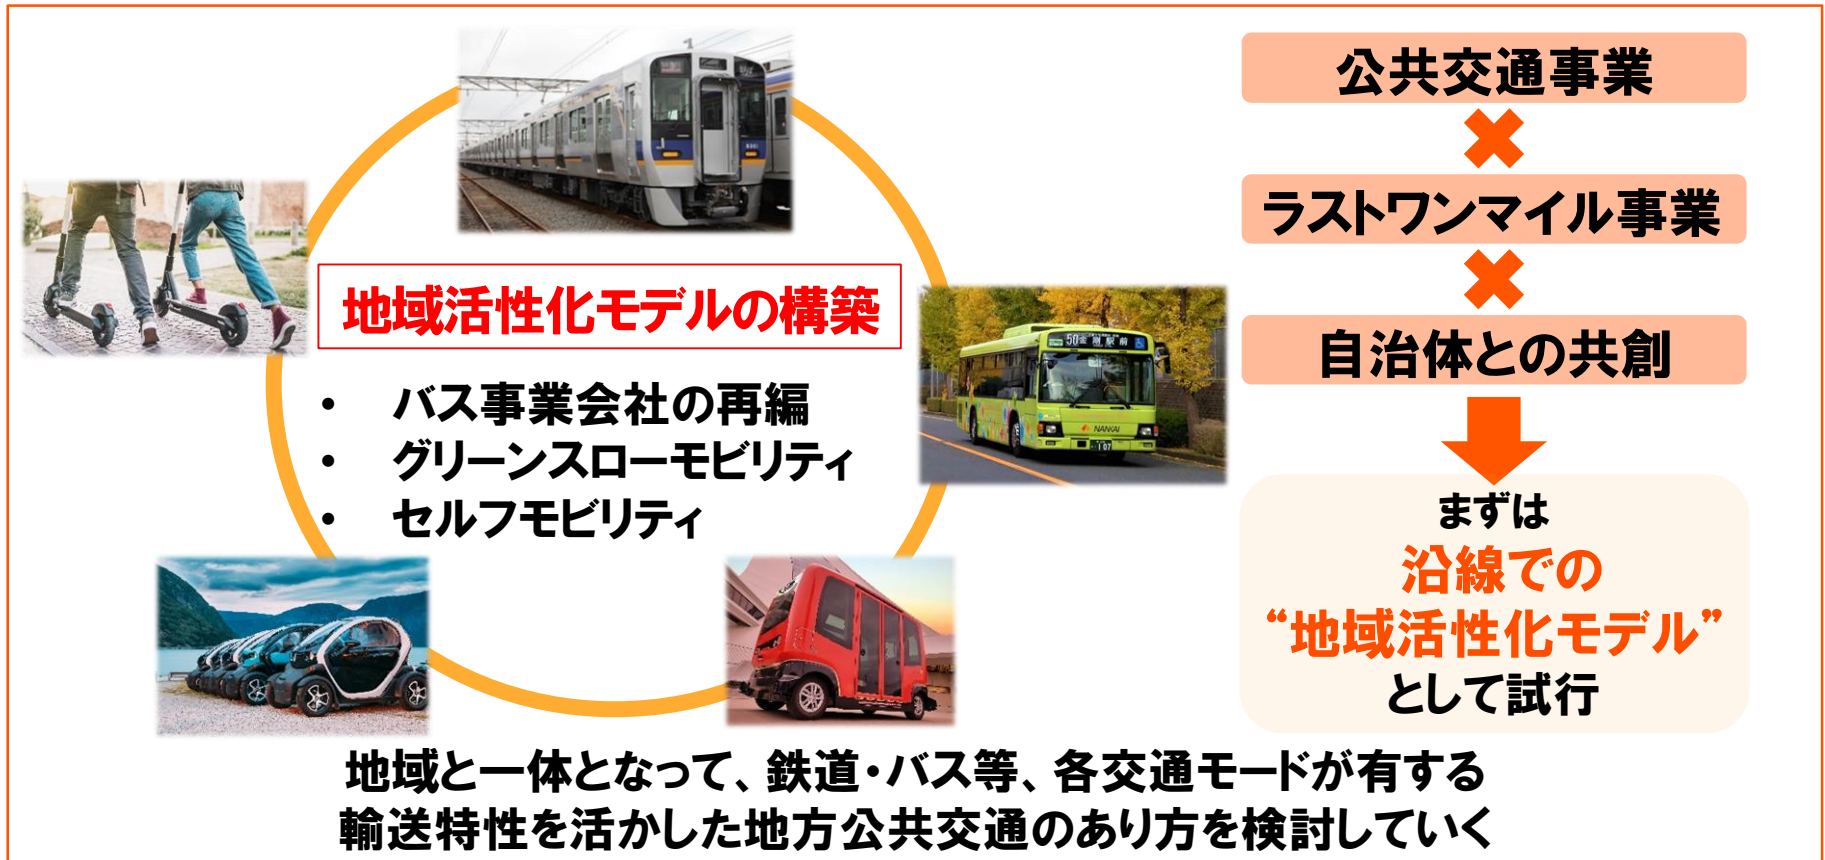 地域活性化モデルの構築
・ バス事業会社の再編
・ グリーンスローモビリティ
・ セルフモビリティ
50 金剛駅前
NANKAI
・107
公共交通事業
ラストワンマイル事業
自治体との共創
まずは
沿線での
“地域活性化モデル”
として試行
地域と一体となって、鉄道・バス等、各交通モードが有する
輸送特性を活かした地方公共交通のあり方を検討していく